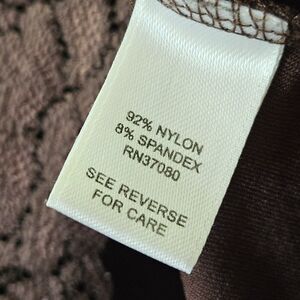 92% NYLON
8% SPANDEX
RN37080
SEE REVERSE
FOR CARE